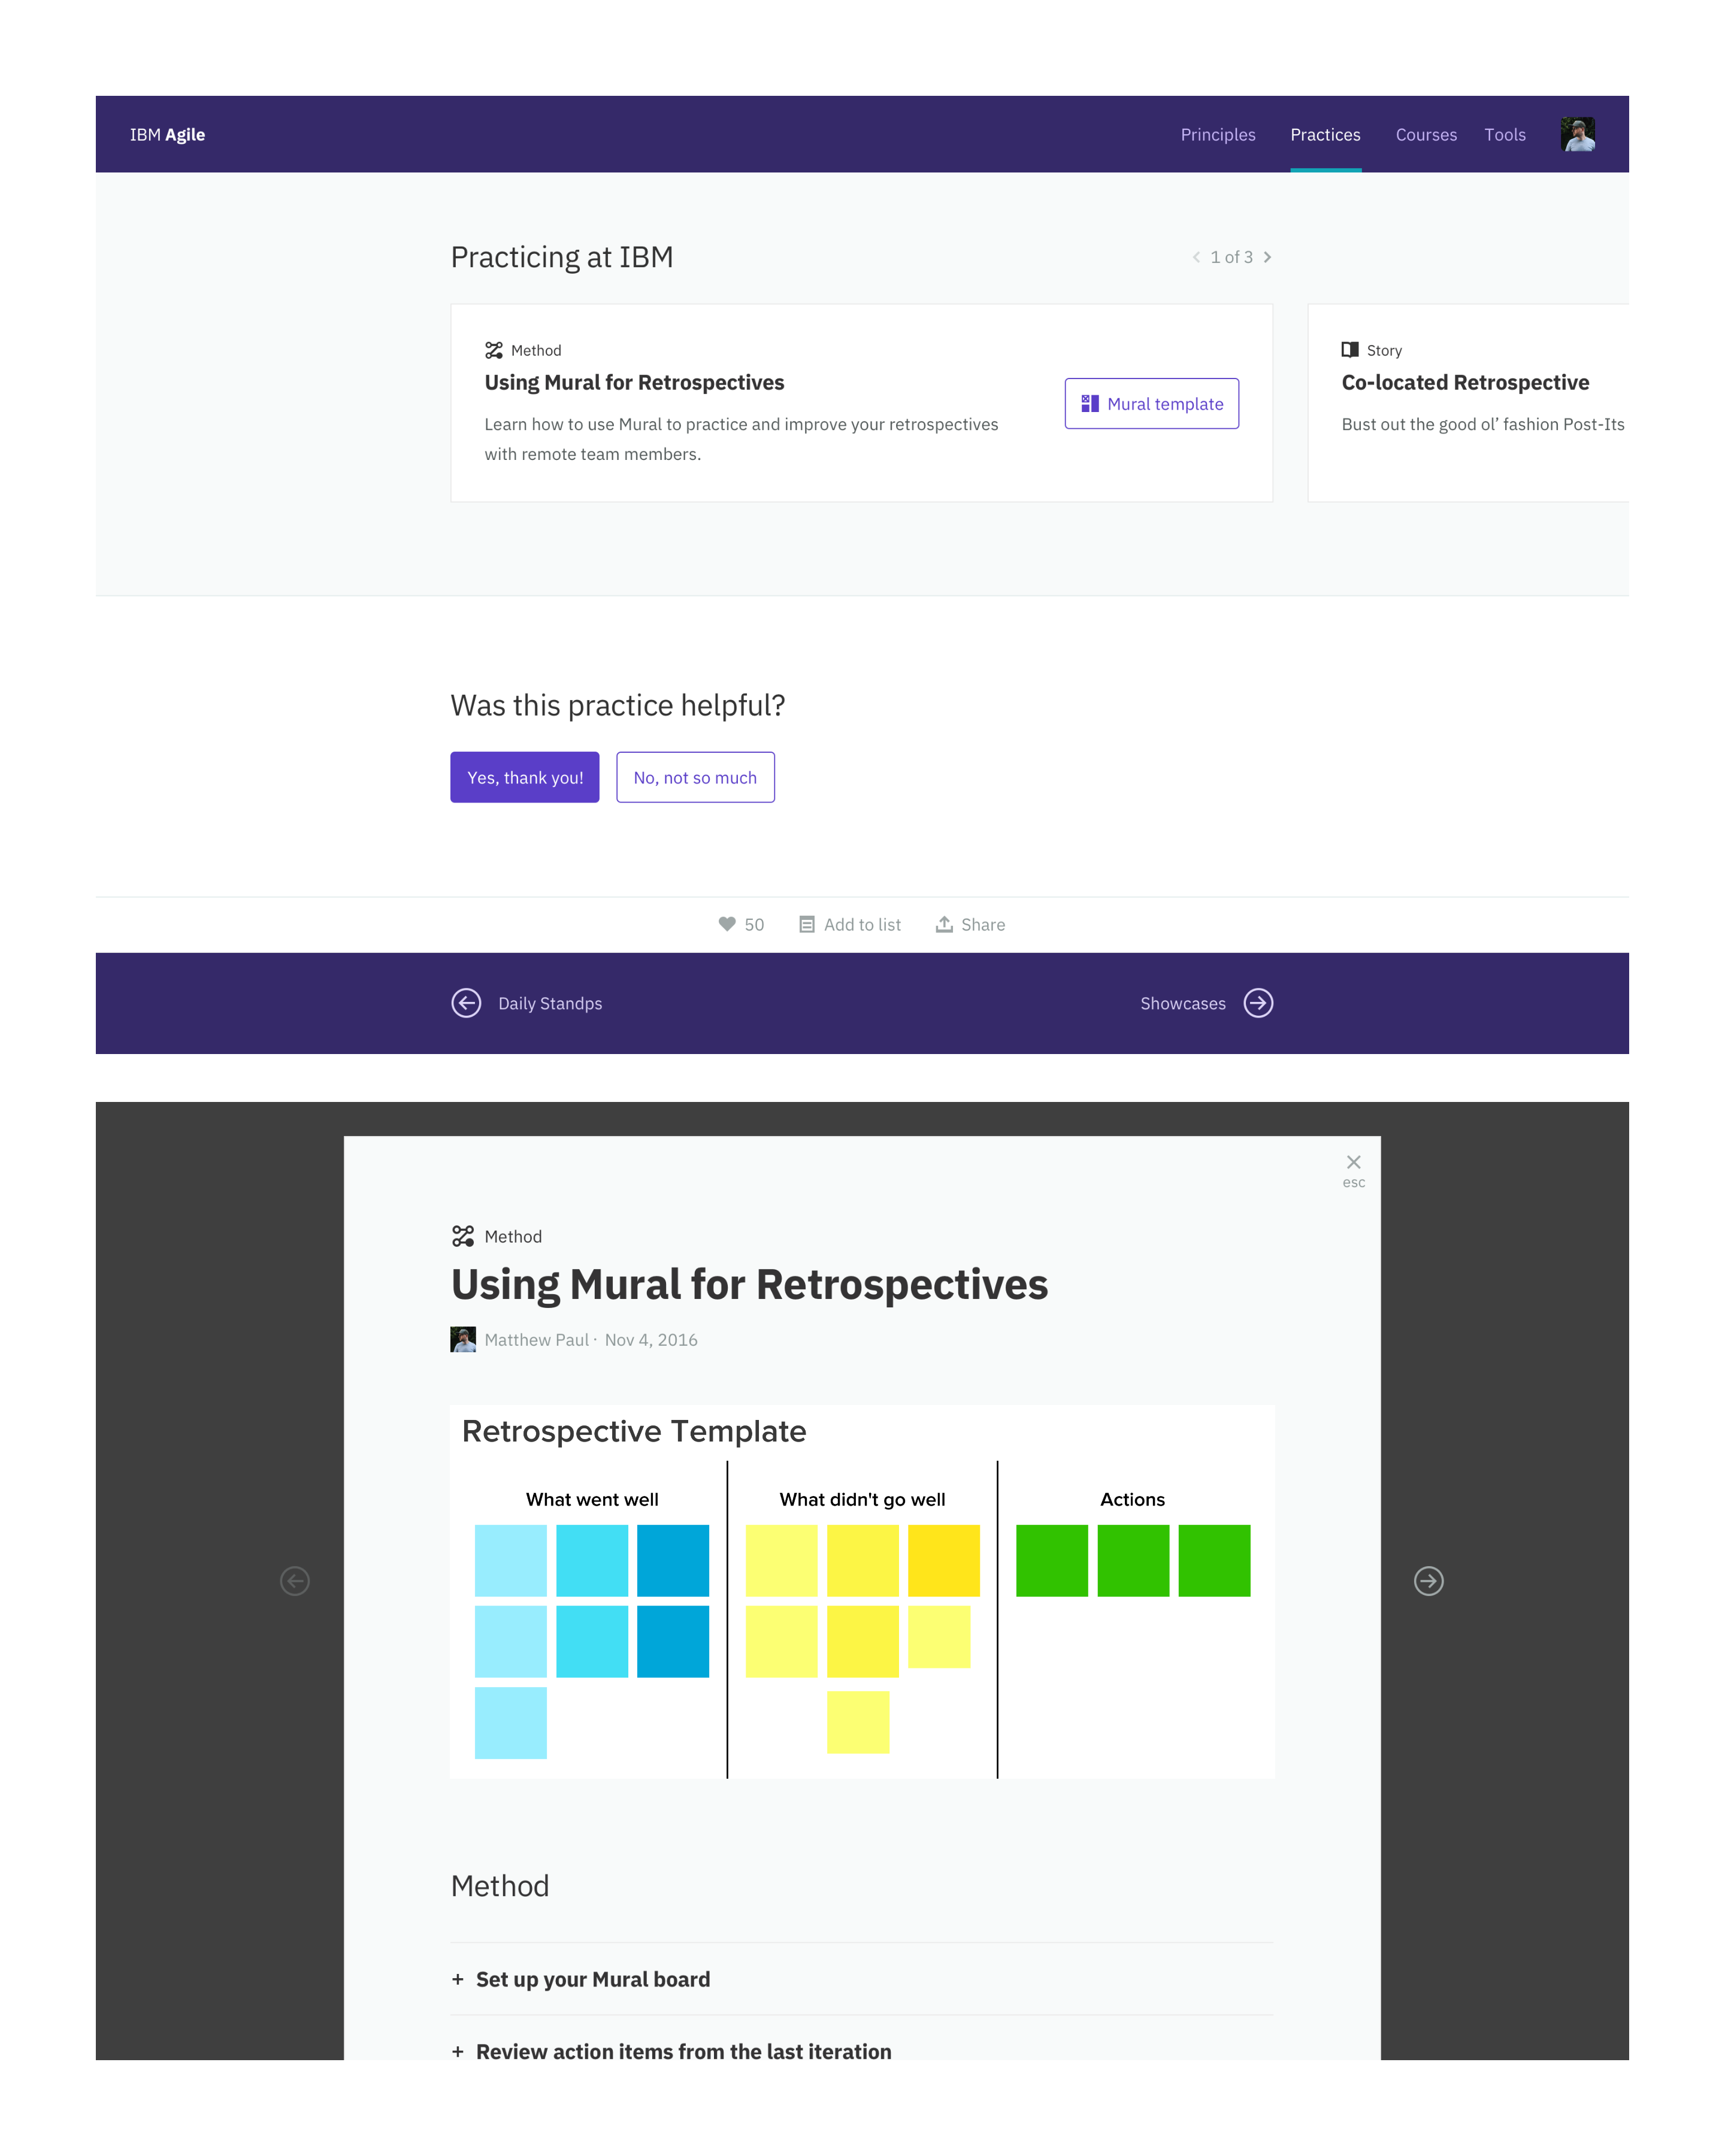 IBM Agile
Principles
Practices
Courses
Tools
Practicing at IBM
1 of 3
Method
Using Mural for Retrospectives
Learn how to use Mural to practice and improve your retrospectives
with remote team members.
Mural template
Story
Co-located Retrospective
Bust out the good ol’ fashion Post-Its
Was this practice helpful?
Yes, thank you!
No, not so much
50
Add to list
Share
Daily Standps
Showcases
esc
Method
Using Mural for Retrospectives
Matthew Paul · Nov 4, 2016
Retrospective Template
What went well
What didn't go well
Actions
Method
+ Set up your Mural board
+ Review action items from the last iteration